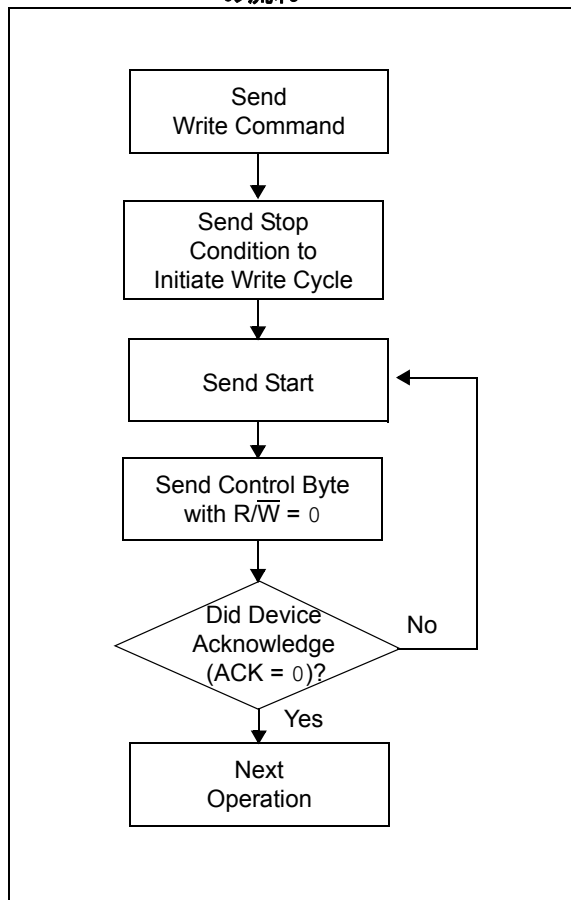 Send
Write Command
Send Stop
Condition to
Initiate Write Cycle
Send Start
Send Control Byte
with R/W̅ = 0
Did Device
Acknowledge
(ACK = 0)?
No
Yes
Next
Operation